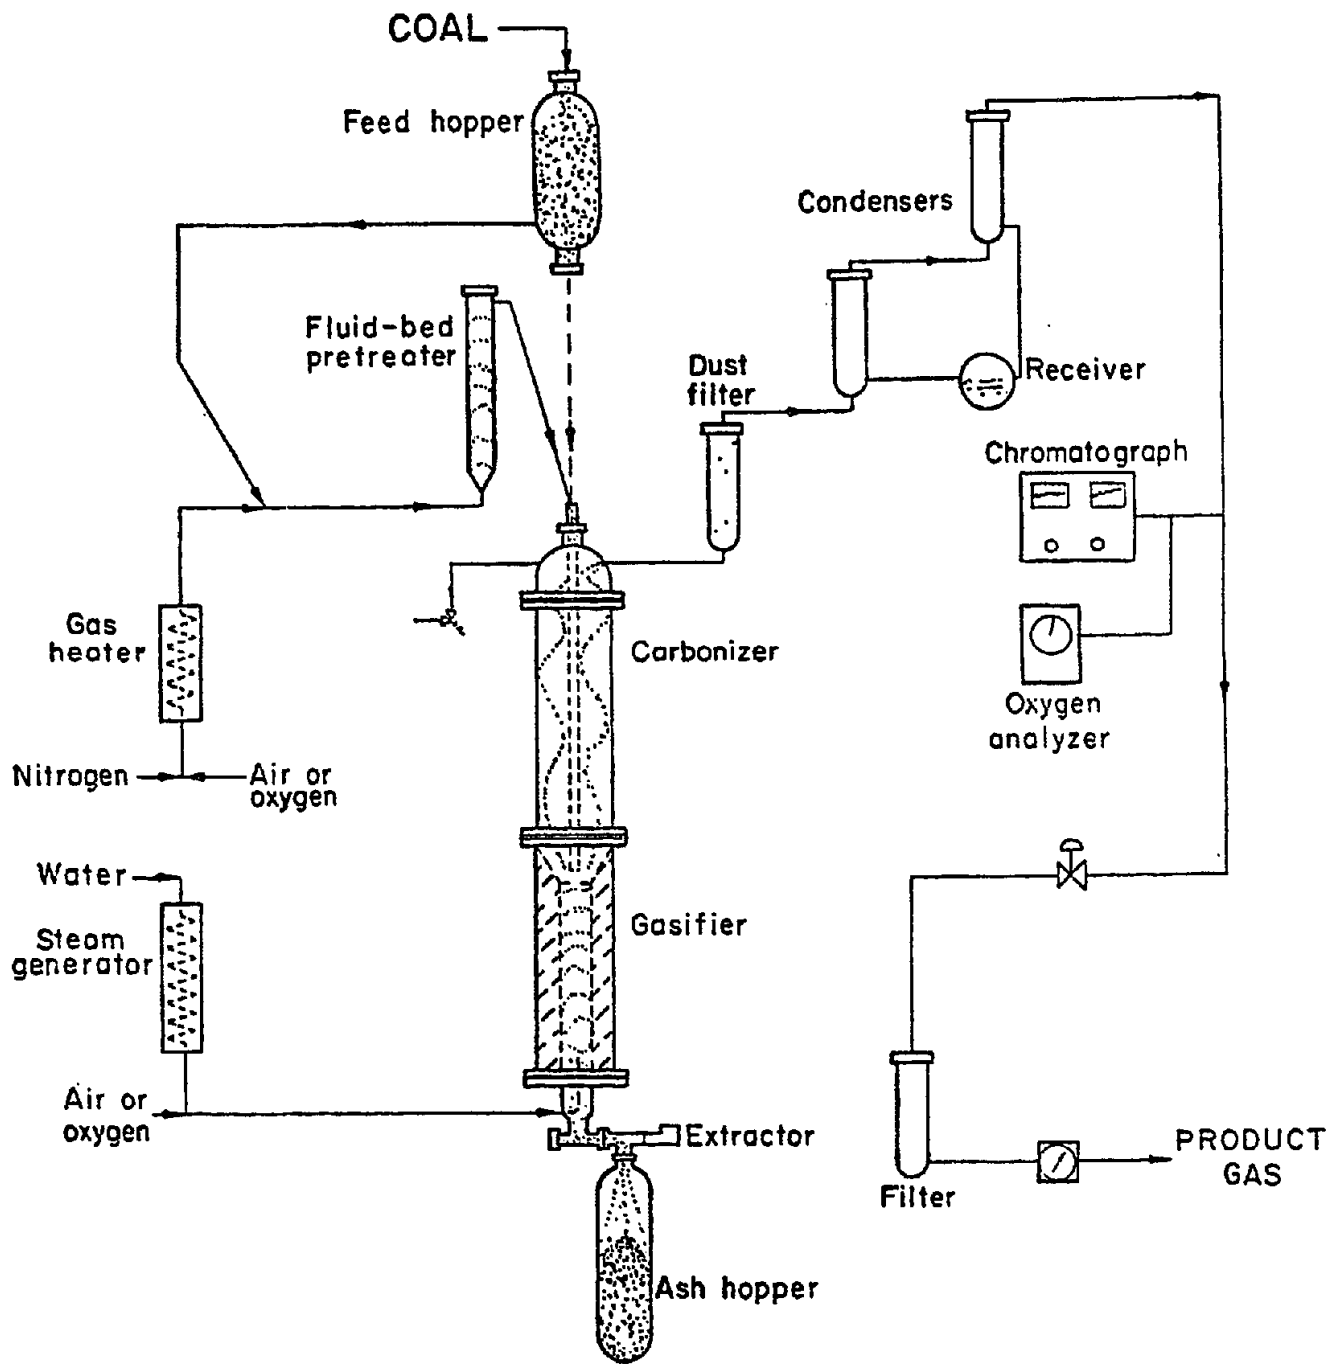 COAL
Feed hopper
Fluid-bed
pretreater
Condensers
Dust
filter
Receiver
Chromatograph
Gas
heater
Carbonizer
Oxygen
analyzer
Nitrogen
Air or
oxygen
Water
Steam
generator
Gasifier
Air or
oxygen
Extractor
PRODUCT
GAS
Filter
Ash hopper